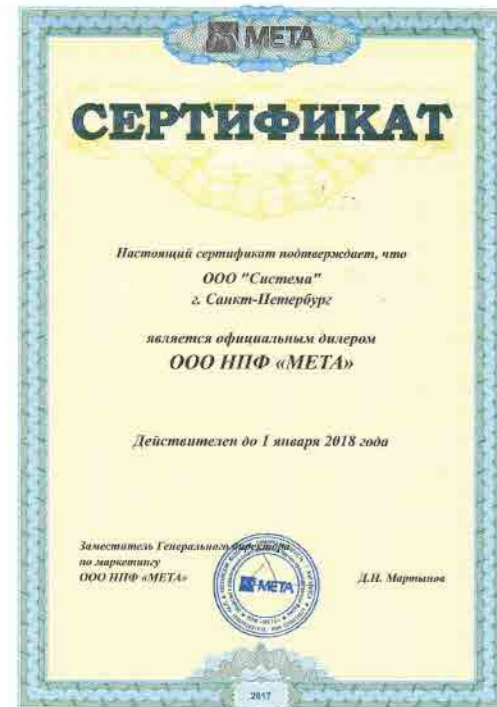 МЕТА
СЕРТИФИКАТ
Настоящий сертификат подтверждает, что
ООО "Система"
г. Санкт-Петербург
является официальным дилером
ООО НПФ «МЕТА»
Действителен до 1 января 2018 года
Заместитель Генерального директора
по маркетингу
ООО НПФ «МЕТА»
Д.Н. Мартынов
МЕТА
2017